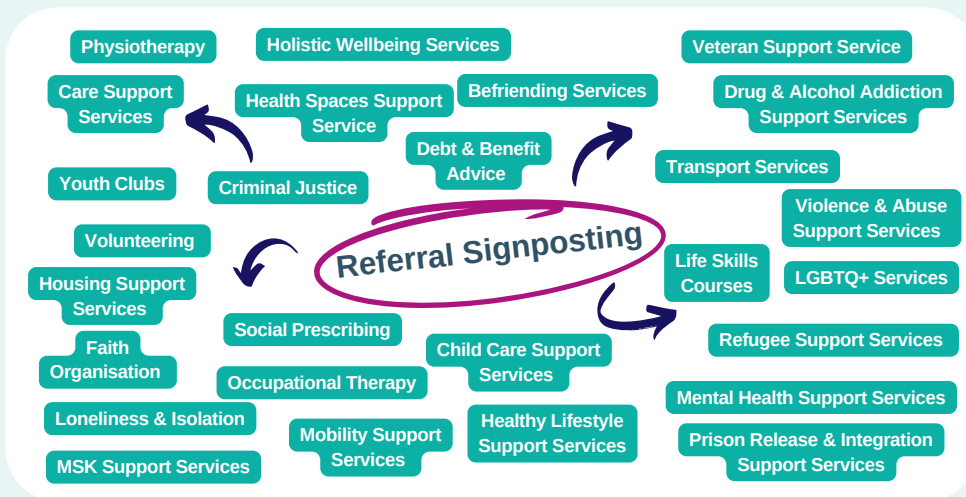 Physiotherapy
Holistic Wellbeing Services
Veteran Support Service
Care Support
Services
Health Spaces Support
Service
Befriending Services
Drug & Alcohol Addiction
Support Services
Debt & Benefit
Advice
Transport Services
Youth Clubs
Criminal Justice
Violence & Abuse
Support Services
Volunteering
Referral Signposting
Life Skills
Courses
LGBTQ+ Services
Housing Support
Services
Social Prescribing
Refugee Support Services
Faith
Organisation
Child Care Support
Services
Occupational Therapy
Mental Health Support Services
Loneliness & Isolation
Mobility Support
Services
Healthy Lifestyle
Support Services
Prison Release & Integration
Support Services
MSK Support Services